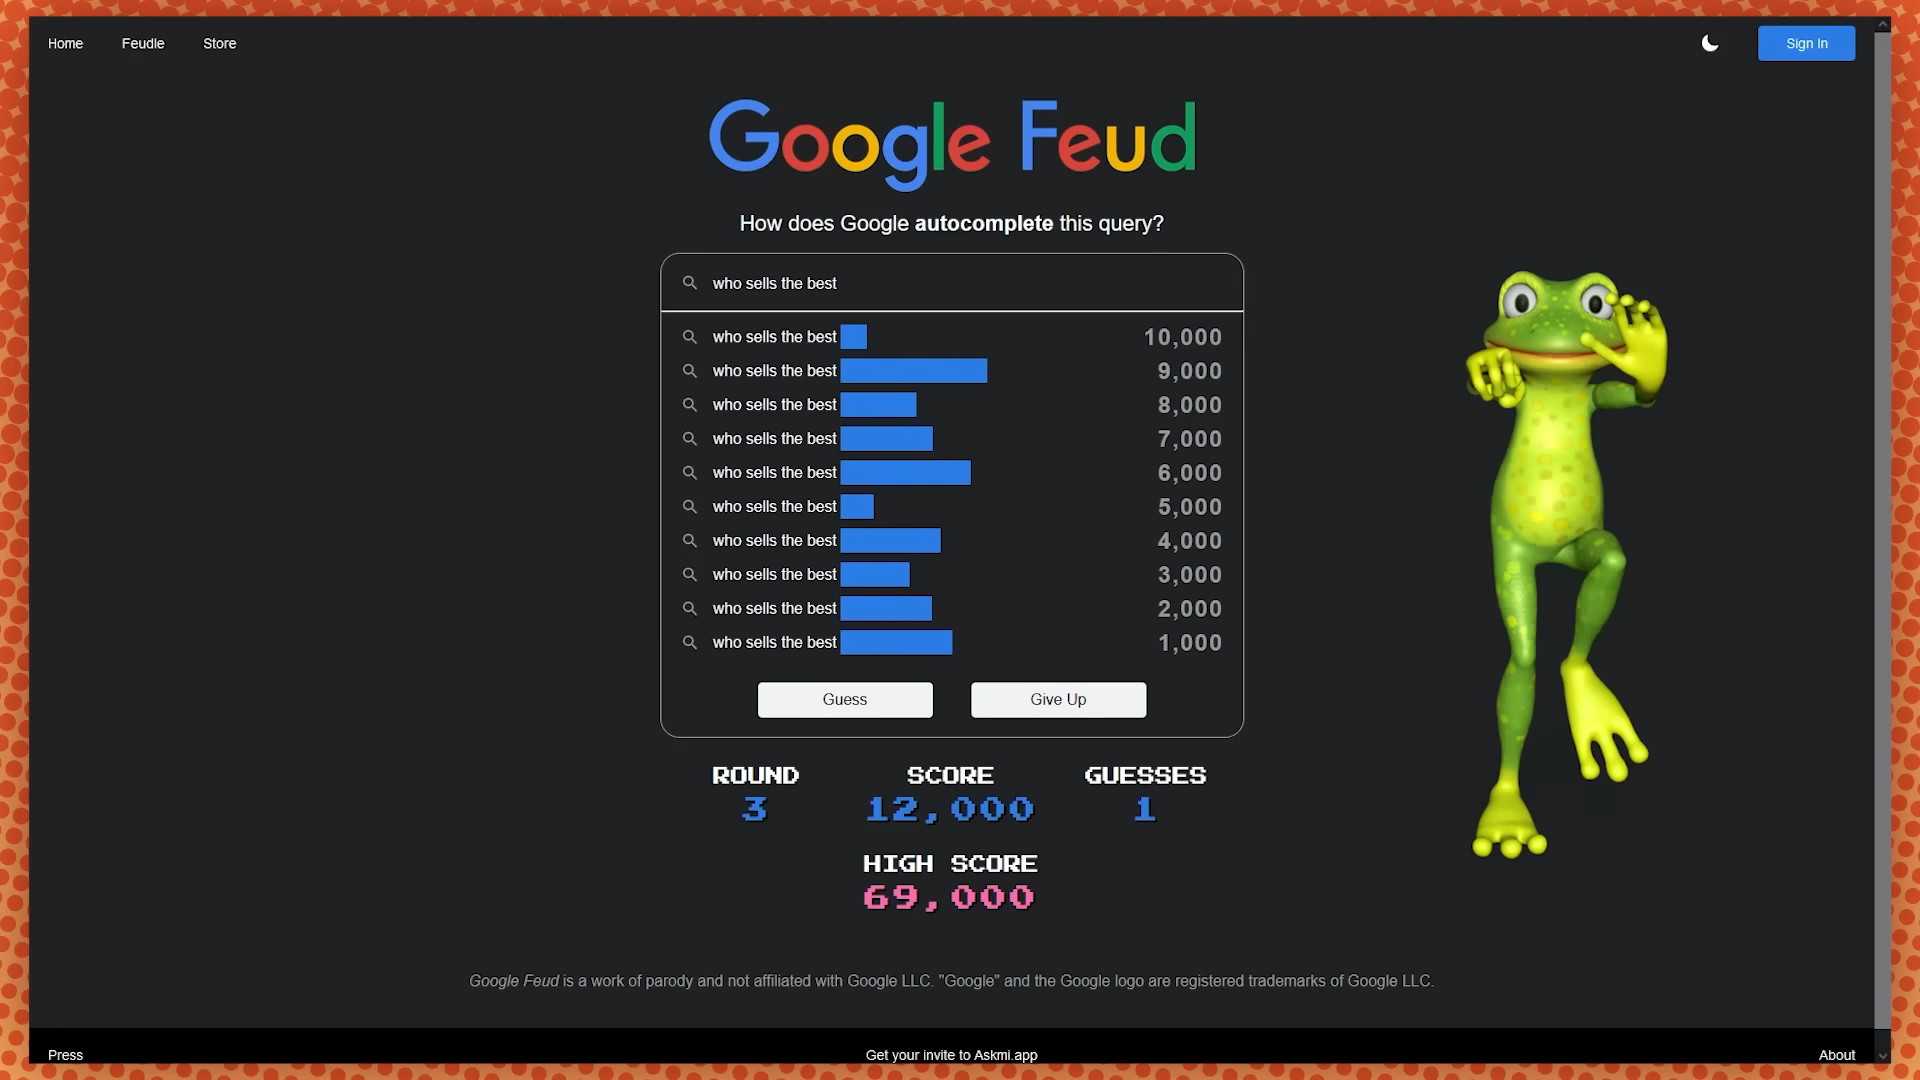 Home Feudle Store Sign In
Google Feud
How does Google autocomplete this query?
who sells the best
who sells the best 10,000
who sells the best 9,000
who sells the best 8,000
who sells the best 7,000
who sells the best 6,000
who sells the best 5,000
who sells the best 4,000
who sells the best 3,000
who sells the best 2,000
who sells the best 1,000
Guess Give Up
ROUND SCORE GUESSES
3 12,000 1
HIGH SCORE
69,000
Google Feud is a work of parody and not affiliated with Google LLC. "Google" and the Google logo are registered trademarks of Google LLC.
Press Get your invite to Askmi.app About